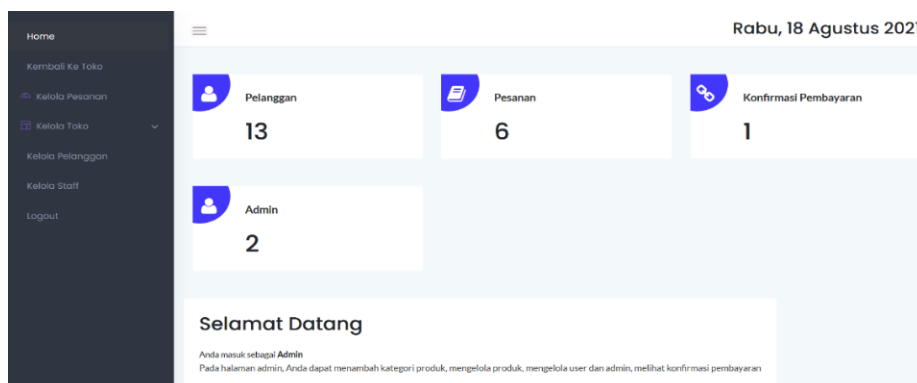 Home
Kembali Ke Toko
Kelola Pesanan
Kelola Toko
Kelola Pelanggan
Kelola Staff
Logout
Rabu, 18 Agustus 2021
Pelanggan
13
Pesanan
6
Konfirmasi Pembayaran
1
Admin
2
Selamat Datang
Anda masuk sebagai Admin
Pada halaman admin, Anda dapat menambah kategori produk, mengelola produk, mengelola user dan admin, melihat konfirmasi pembayaran